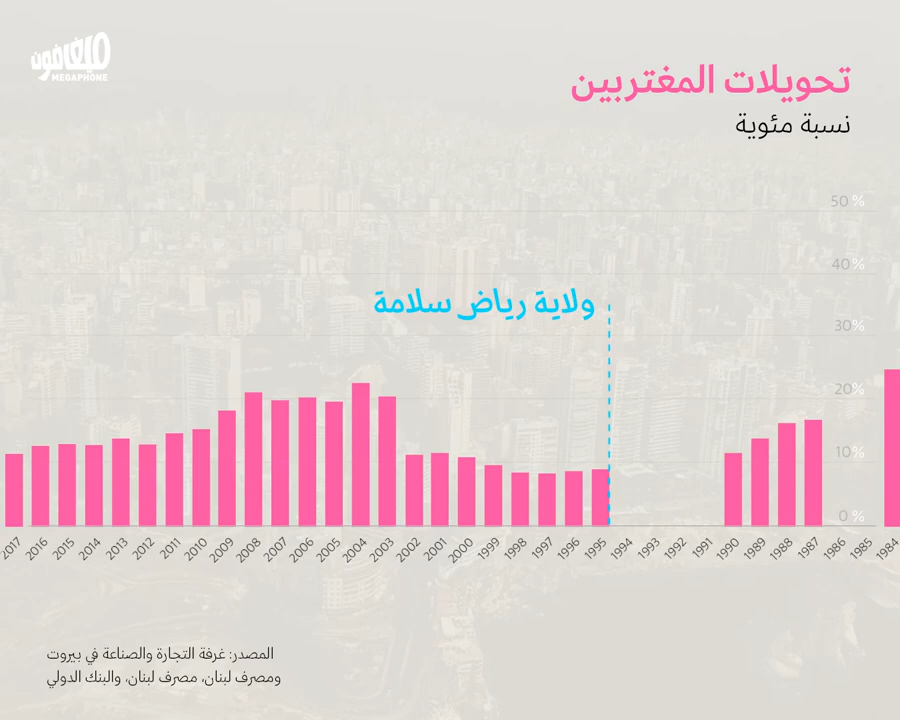 ميغافون
MEGAPHONE
تحويلات المغتربين
نسبة مئوية
50 %
40 %
30%
20%
10%
0 %
ولاية رياض سلامة
2017 2016 2015 2014 2013 2012 2011 2010 2009 2008 2007 2006 2005 2004 2003 2002 2001 2000 1999 1998 1997 1996 1995 1994 1993 1992 1991 1990 1989 1988 1987 1986 1985 1984
المصدر: غرفة التجارة والصناعة في بيروت
ومصرف لبنان، مصرف لبنان، والبنك الدولي